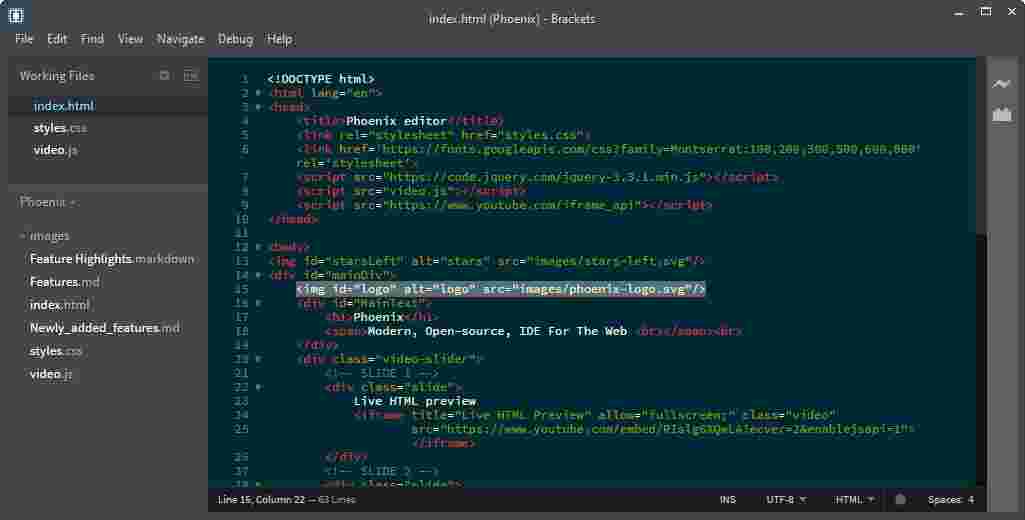 index.html (Phoenix) - Brackets
File Edit Find View Navigate Debug Help
Working Files
index.html
styles.css
video.js
Phoenix
images
Feature Highlights.markdown
Features.md
index.html
Newly_added_features.md
styles.css
video.js
1 <!DOCTYPE html>
2 <html lang="en">
3 <head>
4 <title>Phoenix editor</title>
5 <link rel="stylesheet" href="styles.css">
6 <link href='https://fonts.googleapis.com/css?family=Montserrat:100,200,300,500,600,800'
rel='stylesheet'>
7 <script src="https://code.jquery.com/jquery-3.3.1.min.js"></script>
8 <script src="video.js"></script>
9 <script src="https://www.youtube.com/iframe_api"></script>
10 </head>
11
12 <body>
13 <img id="starsLeft" alt="stars" src="images/stars-left.svg"/>
14 <div id="mainDiv">
15 <img id="logo" alt="logo" src="images/phoenix-logo.svg"/>
16 <div id="MainText">
17 <h1>Phoenix</h1>
18 <span>Modern, Open-source, IDE For The Web <br></span><br>
19 </div>
20 <div class="video-slider">
21 <!-- SLIDE 1 -->
22 <div class="slide">
23 Live HTML preview
24 <iframe title="Live HTML Preview" allow="fullscreen;" class="video"
25 src="https://www.youtube.com/embed/
</iframe>
26 </div>
27 <!-- SLIDE 2 -->
28 <div class="slide">
Line 15, Column 22 — 63 Lines INS UTF-8 HTML Spaces: 4